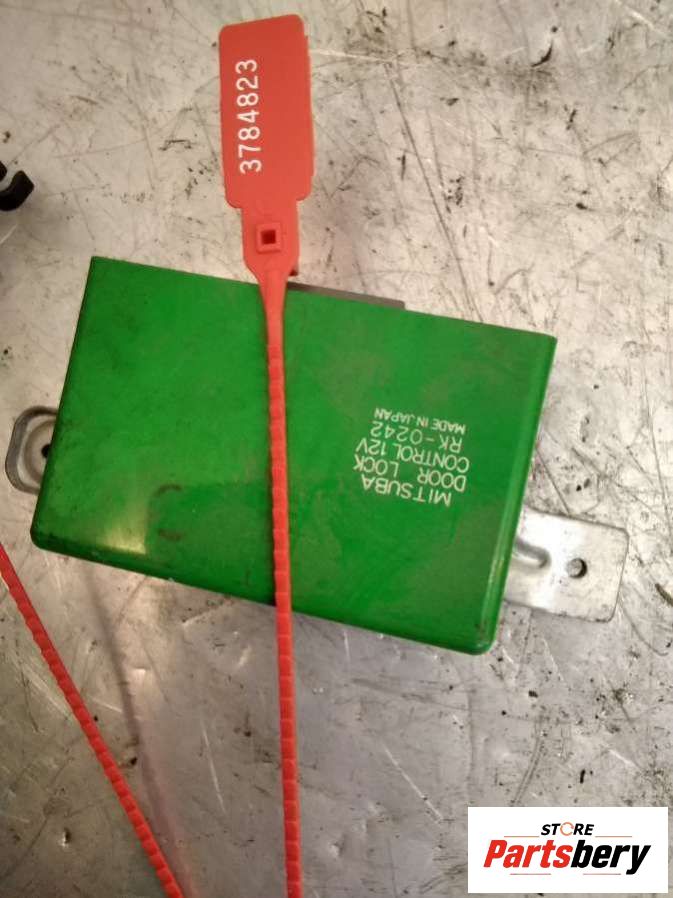 3784823
MITSUBA
DOOR LOCK
CONTROL 12V
RK-0242
MADE IN JAPAN
STORE
Partsbery